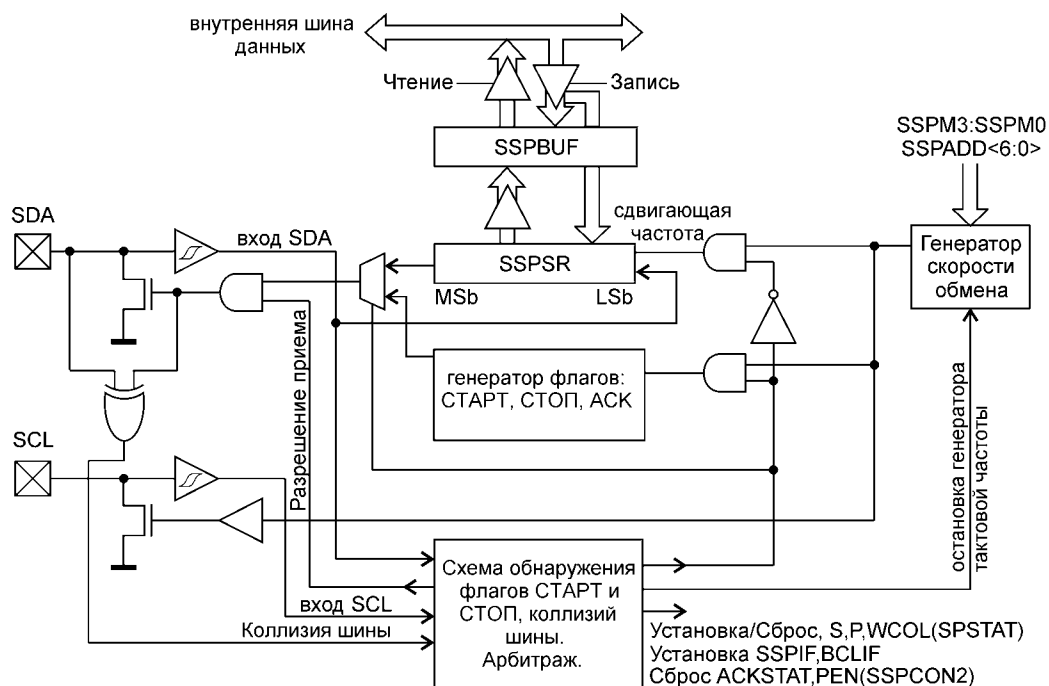 внутренняя шина
данных
Чтение
Запись
SSPBUF
SSPM3:SSPM0
SSPADD<6:0>
SDA
вход SDA
сдвигающая
частота
SSPSR
MSb
LSb
Генератор
скорости
обмена
Разрешение приема
генератор флагов:
СТАРТ, СТОП, АСК
SCL
остановка генератора
тактовой частоты
вход SCL
Коллизия шины
Схема обнаружения
флагов СТАРТ и
СТОП, коллизий
шины.
Арбитраж.
Установка/Сброс, S,P,WCOL(SPSTAT)
Установка SSPIF,BCLIF
Сброс ACKSTAT,PEN(SSPCON2)